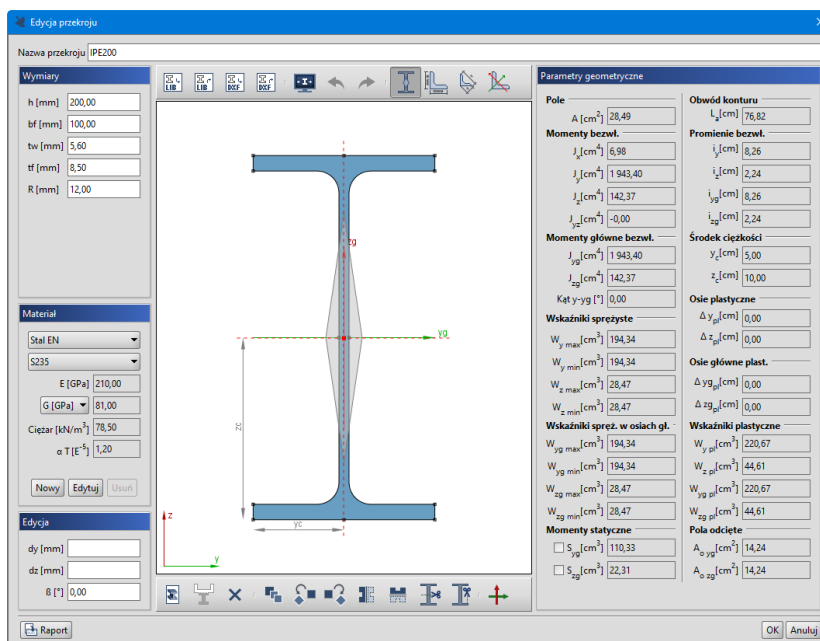 Edycja przekroju
Nazwa przekroju IPE200
Wymiary
h [mm] 200,00
bf [mm] 100,00
tw [mm] 5,60
tf [mm] 8,50
R [mm] 12,00
Materiał
Stal EN
S235
E [GPa] 210,00
G [GPa] 81,00
Ciężar [kN/m³] 78,50
α T [E⁻⁵] 1,20
Nowy Edytuj Usuń
Edycja
dy [mm]
dz [mm]
ß [°] 0,00
LIB LIB DXF DXF
zg
yg
zc
yc
z
y
Parametry geometryczne
Pole
A [cm²] 28,49
Momenty bezwł.
Jx[cm⁴] 6,98
Jy[cm⁴] 1 943,40
Jz[cm⁴] 142,37
Jyz[cm⁴] -0,00
Momenty główne bezwł.
Jyg[cm⁴] 1 943,40
Jzg[cm⁴] 142,37
Kąt y-yg [°] 0,00
Wskaźniki sprężyste
Wy max[cm³] 194,34
Wy min[cm³] 194,34
Wz max[cm³] 28,47
Wz min[cm³] 28,47
Wskaźniki spręż. w osiach gł.
Wyg max[cm³] 194,34
Wyg min[cm³] 194,34
Wzg max[cm³] 28,47
Wzg min[cm³] 28,47
Momenty statyczne
Syg[cm³] 110,33
Szg[cm³] 22,31
Obwód konturu
La[cm] 76,82
Promienie bezwł.
iy[cm] 8,26
iz[cm] 2,24
iyg[cm] 8,26
izg[cm] 2,24
Środek ciężkości
yc[cm] 5,00
zc[cm] 10,00
Osie plastyczne
Δ ypl[cm] 0,00
Δ zpl[cm] 0,00
Osie główne plast.
Δ ygpl[cm] 0,00
Δ zgpl[cm] 0,00
Wskaźniki plastyczne
Wy pl[cm³] 220,67
Wz pl[cm³] 44,61
Wyg pl[cm³] 220,67
Wzg pl[cm³] 44,61
Pola odcięte
Ao yg[cm²] 14,24
Ao zg[cm²] 14,24
Raport
OK Anuluj